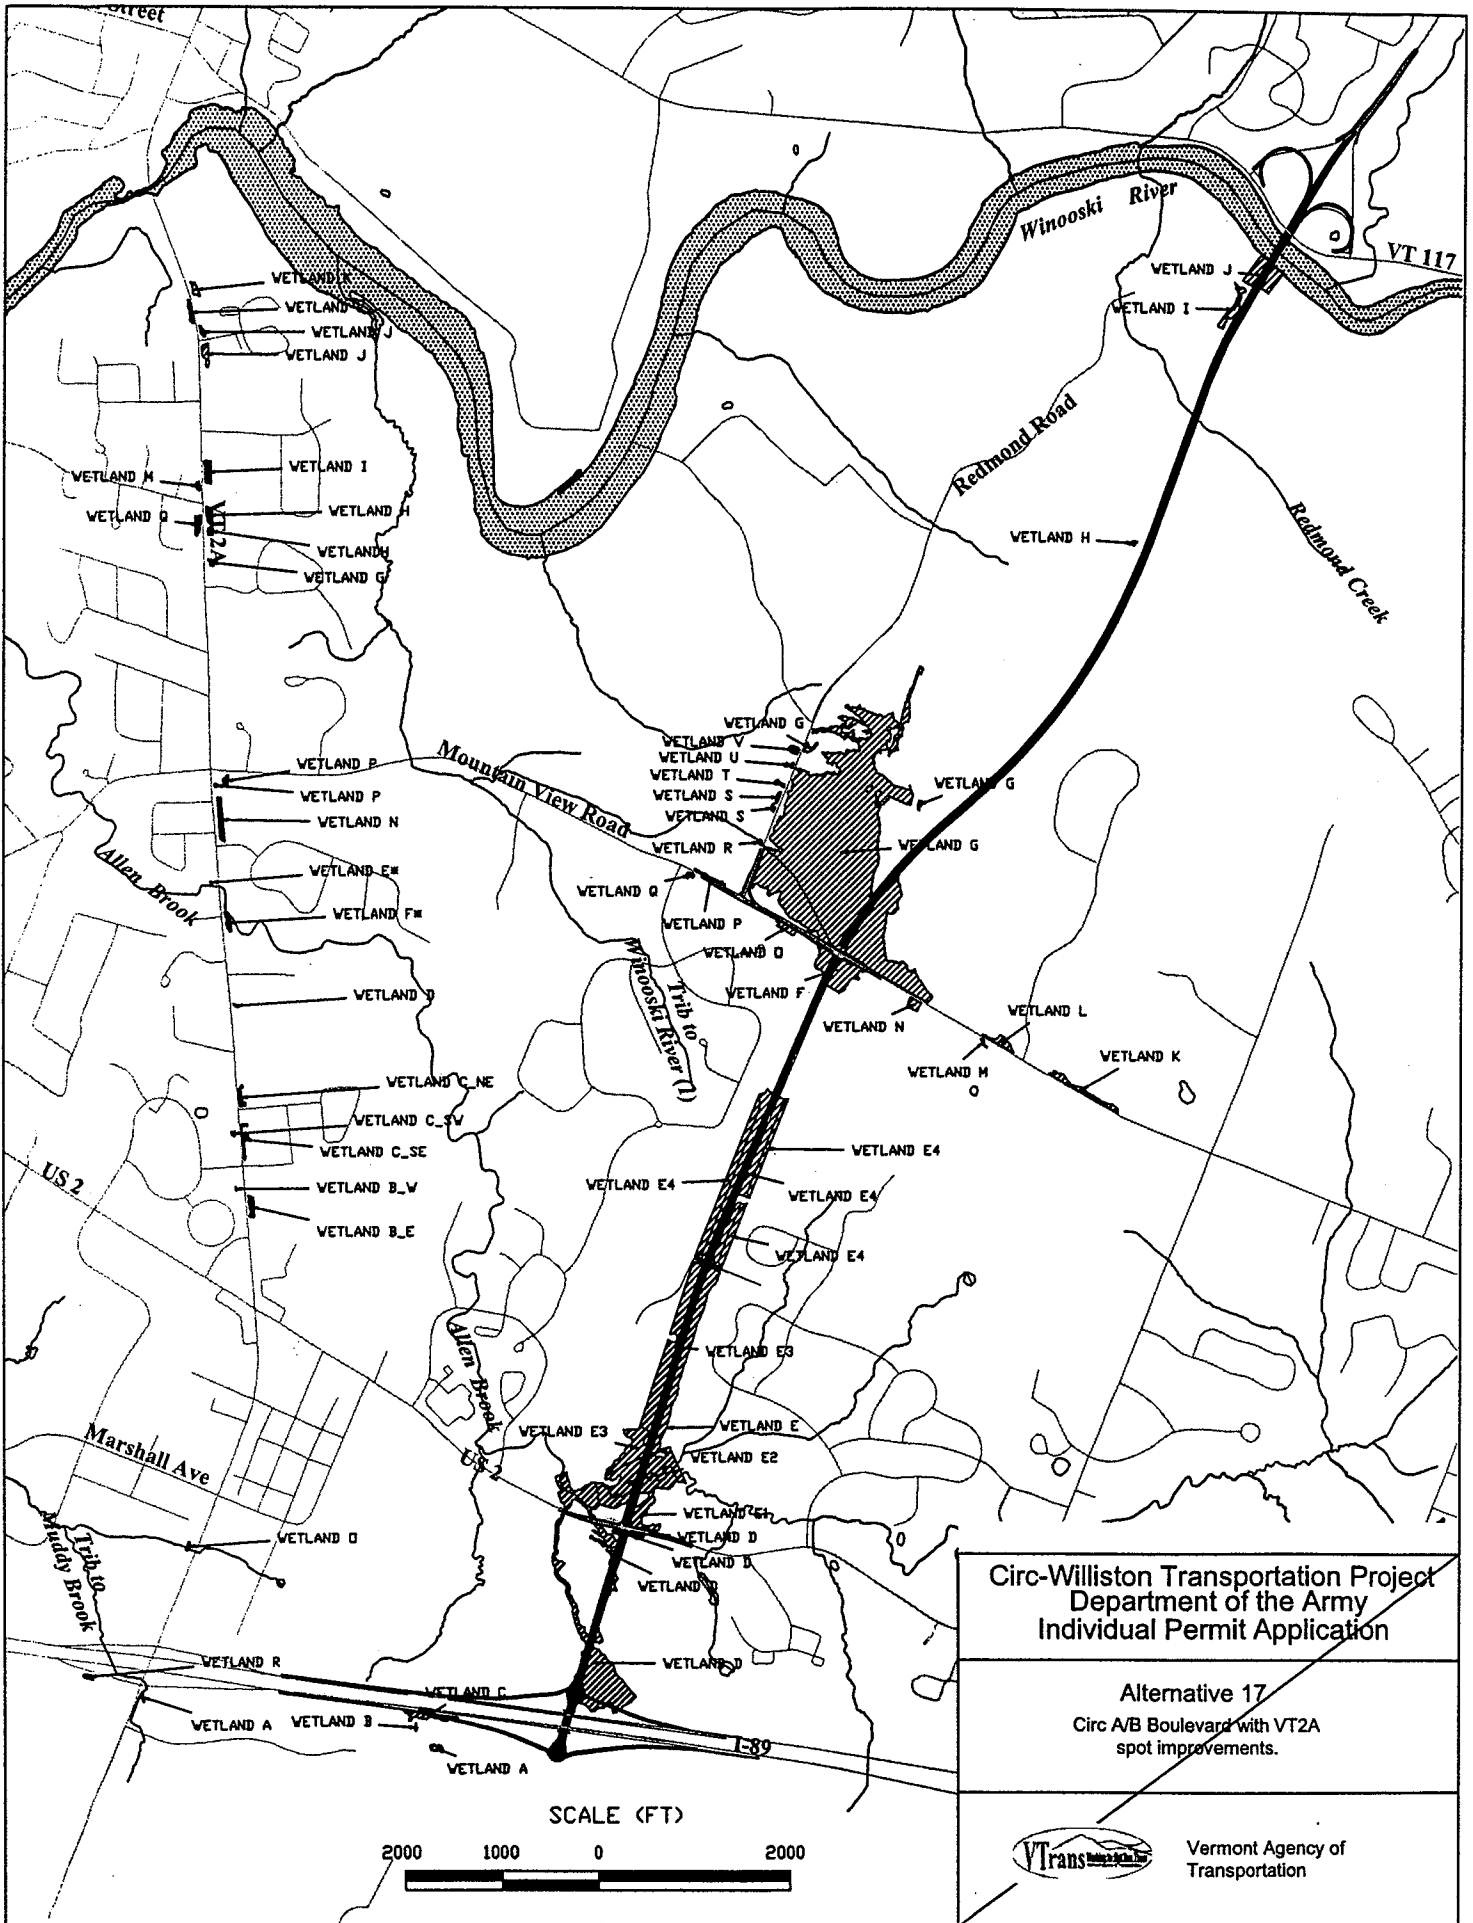 Street
Winooski River
VT 117
WETLAND J
WETLAND I
WETLAND K
WETLAND
WETLAND J
WETLAND J
WETLAND I
WETLAND M
WETLAND H
WETLAND Q
VT2A
WETLANDH
WETLAND G
Redmond Road
Redmond Creek
WETLAND H
WETLAND G
WETLAND V
WETLAND U
WETLAND T
WETLAND S
WETLAND S
WETLAND R
WETLAND G
WETLAND G
Mountain View Road
WETLAND P
WETLAND P
WETLAND N
WETLAND E*
Allen Brook
WETLAND F*
WETLAND Q
WETLAND P
WETLAND O
WETLAND F
WETLAND N
WETLAND L
WETLAND M
WETLAND K
Trib to
Winooski River (1)
WETLAND D
WETLAND C_NE
WETLAND C_SW
WETLAND C_SE
WETLAND B_W
WETLAND B_E
US 2
WETLAND E4
WETLAND E4
WETLAND E4
WETLAND E4
WETLAND E3
Allen Brook
WETLAND E3
WETLAND E
WETLAND E2
US 2
WETLAND E1
WETLAND D
WETLAND D
WETLAND D
WETLAND D
Marshall Ave
WETLAND O
Trib to
Muddy Brook
WETLAND R
WETLAND A
WETLAND B
WETLAND C
WETLAND A
I-89
SCALE (FT)
2000 1000 0 2000
Circ-Williston Transportation Project
Department of the Army
Individual Permit Application
Alternative 17
Circ A/B Boulevard with VT2A
spot improvements.
VTrans
Vermont Agency of
Transportation